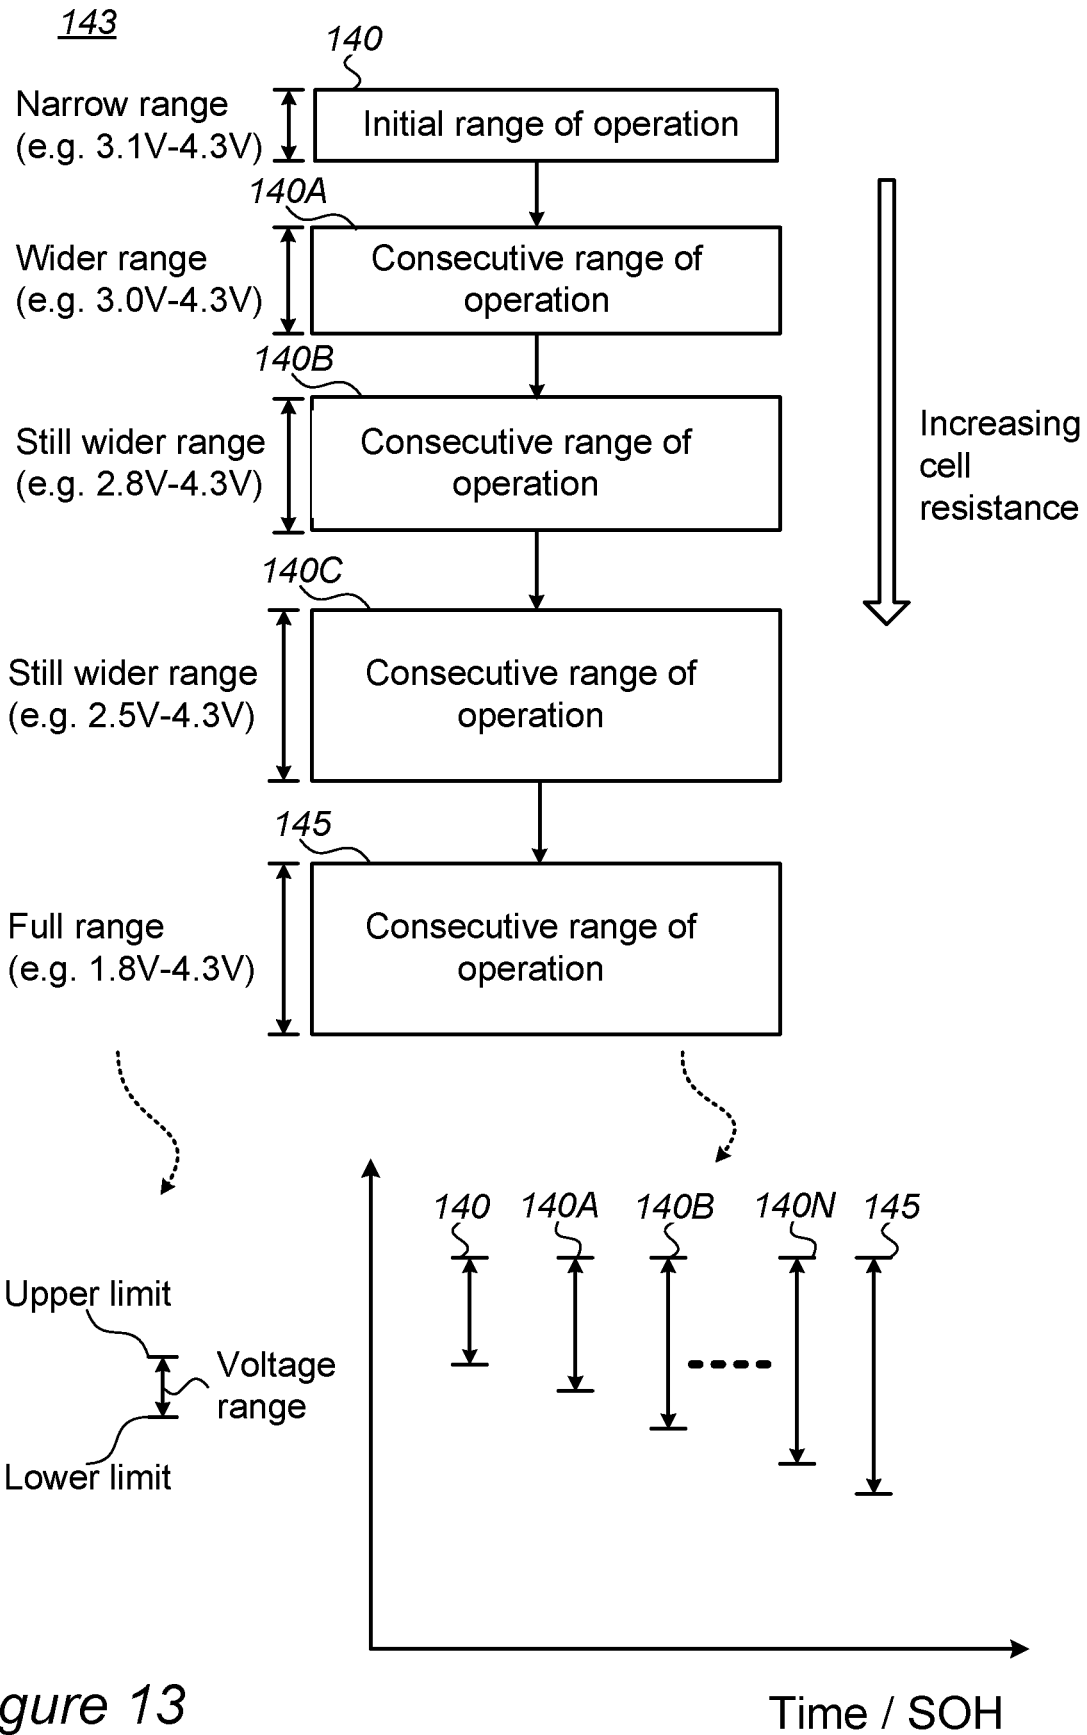 143
140
Narrow range
(e.g. 3.1V-4.3V)
Initial range of operation
140A
Wider range
(e.g. 3.0V-4.3V)
Consecutive range of
operation
140B
Still wider range
(e.g. 2.8V-4.3V)
Consecutive range of
operation
Increasing
cell
resistance
140C
Still wider range
(e.g. 2.5V-4.3V)
Consecutive range of
operation
145
Full range
(e.g. 1.8V-4.3V)
Consecutive range of
operation
140
140A
140B
140N
145
Upper limit
Voltage
range
Lower limit
gure 13
Time / SOH